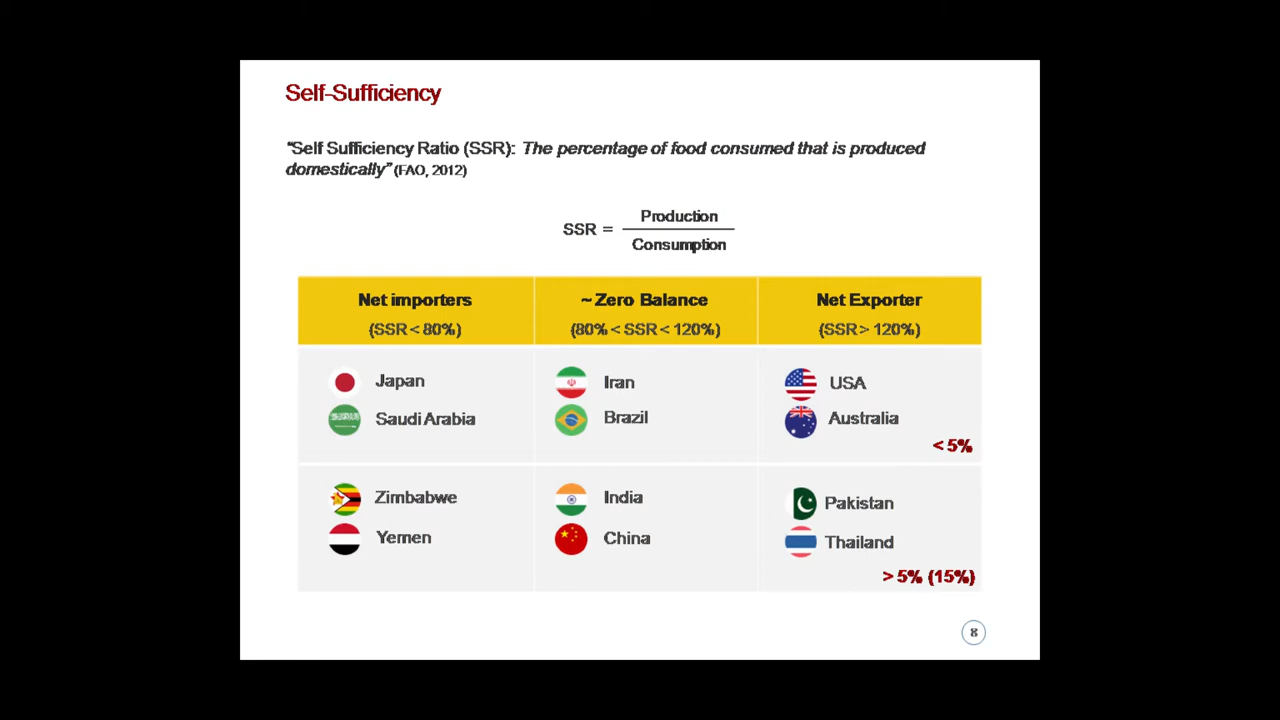 Self-Sufficiency
“Self Sufficiency Ratio (SSR): The percentage of food consumed that is produced
domestically” (FAO, 2012)
SSR = Production
Consumption
Net importers
(SSR < 80%)
~ Zero Balance
(80% < SSR < 120%)
Net Exporter
(SSR > 120%)
Japan
Saudi Arabia
Iran
Brazil
USA
Australia
< 5%
Zimbabwe
Yemen
India
China
Pakistan
Thailand
> 5% (15%)
8